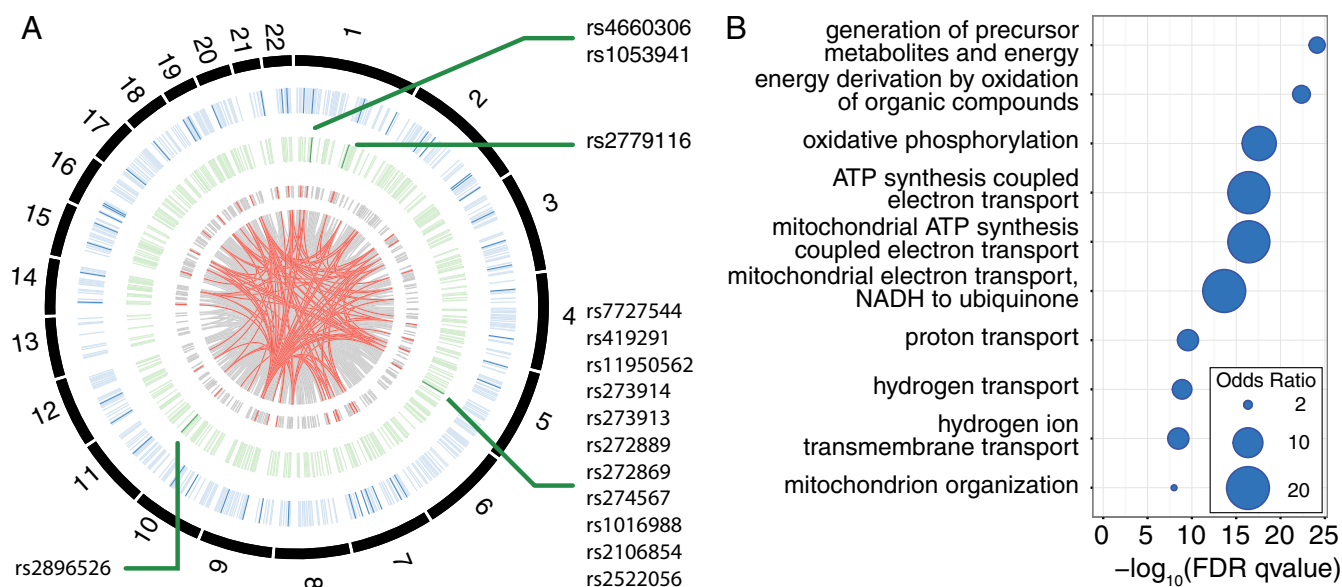 A
1
2
3
4
5
6
7
8
9
10
11
12
13
14
15
16
17
18
19
20
21
22
rs4660306
rs1053941
rs2779116
rs7727544
rs419291
rs11950562
rs273914
rs273913
rs272889
rs272869
rs274567
rs1016988
rs2106854
rs2522056
rs2896526
B
generation of precursor
metabolites and energy
energy derivation by oxidation
of organic compounds
oxidative phosphorylation
ATP synthesis coupled
electron transport
mitochondrial ATP synthesis
coupled electron transport
mitochondrial electron transport,
NADH to ubiquinone
proton transport
hydrogen transport
hydrogen ion
transmembrane transport
mitochondrion organization
Odds Ratio
2
10
20
0 5 10 15 20 25
−log10(FDR qvalue)